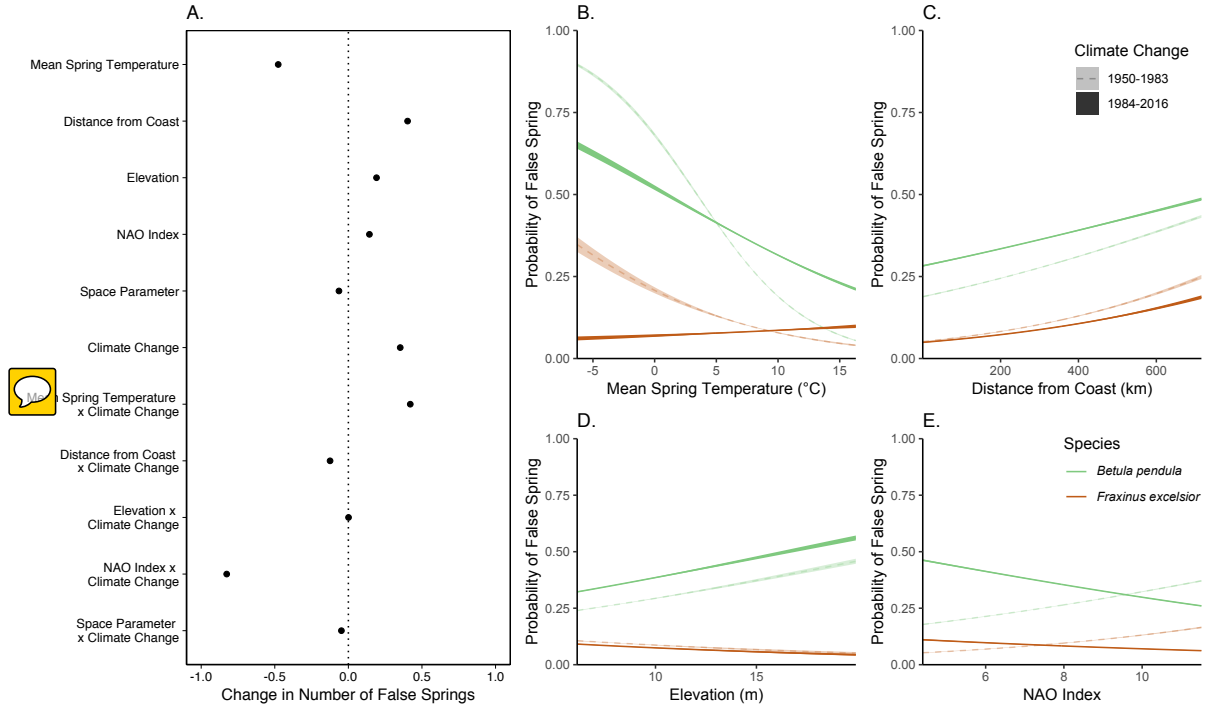 A.
Mean Spring Temperature
Distance from Coast
Elevation
NAO Index
Space Parameter
Climate Change
Mean Spring Temperature
x Climate Change
Distance from Coast
x Climate Change
Elevation x
Climate Change
NAO Index x
Climate Change
Space Parameter
x Climate Change
-1.0 -0.5 0.0 0.5 1.0
Change in Number of False Springs
B.
Probability of False Spring
1.00
0.75
0.50
0.25
0.00
-5 0 5 10 15
Mean Spring Temperature (°C)
C.
Probability of False Spring
1.00
0.75
0.50
0.25
0.00
200 400 600
Distance from Coast (km)
Climate Change
1950-1983
1984-2016
D.
Probability of False Spring
1.00
0.75
0.50
0.25
0.00
10 15
Elevation (m)
E.
Probability of False Spring
1.00
0.75
0.50
0.25
0.00
6 8 10
NAO Index
Species
Betula pendula
Fraxinus excelsior